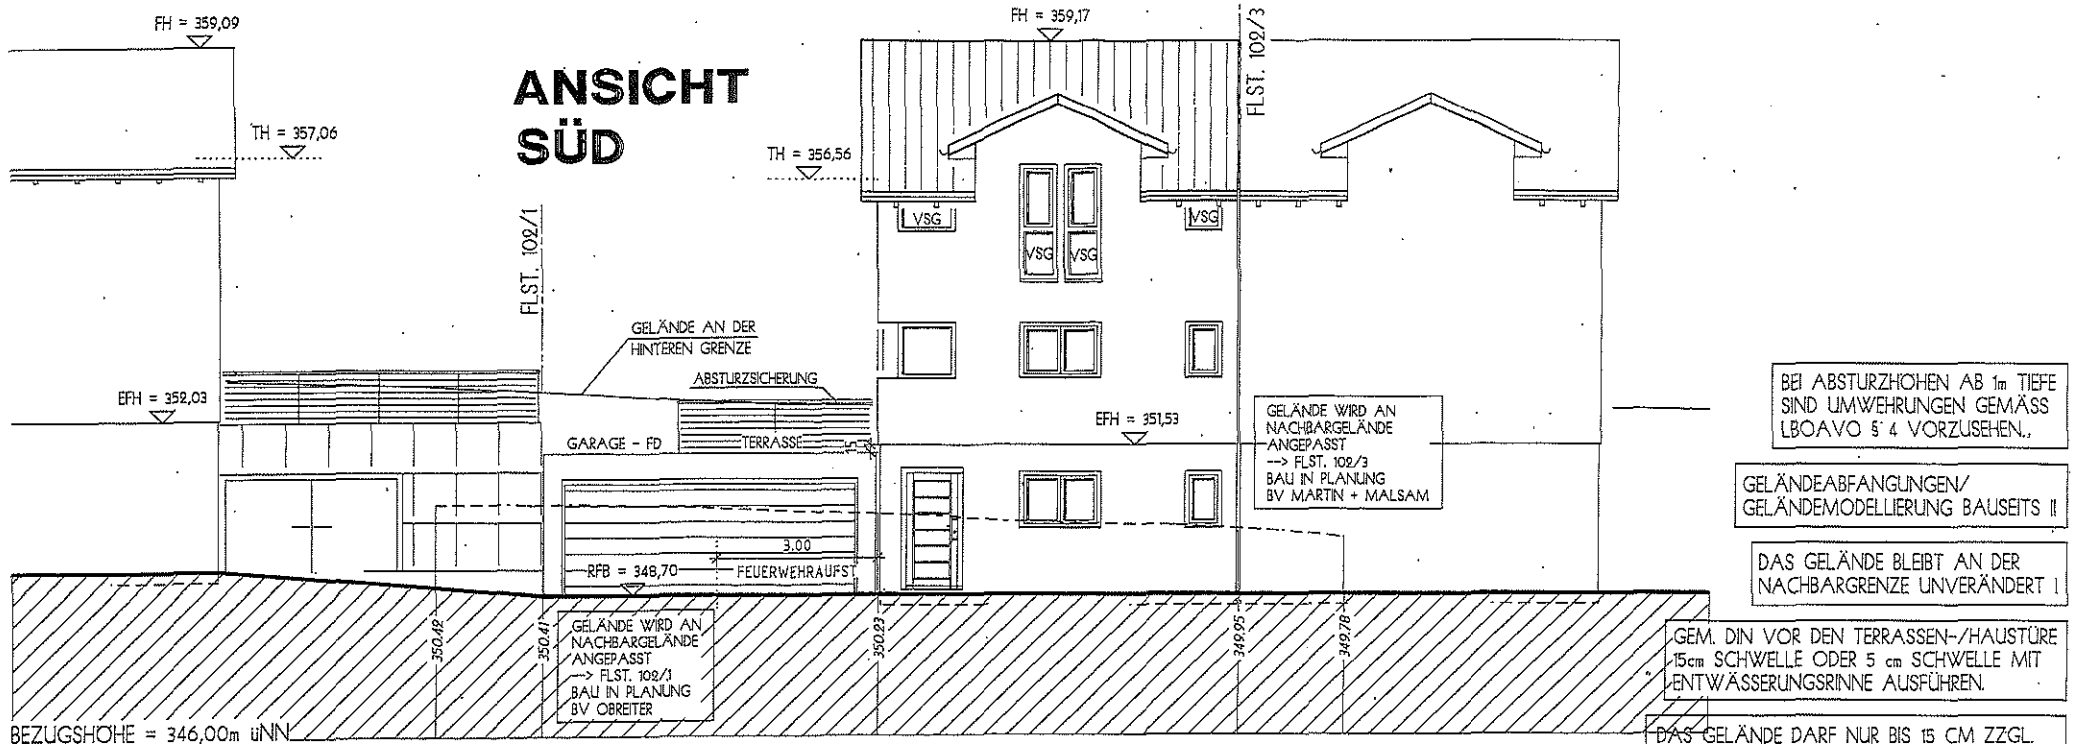 FH = 359,09
FH = 359,17
FLST. 102/3
ANSICHT
SÜD
TH = 357,06
TH = 356,56
VSG
VSG
VSG
VSG
FLST. 102/1
GELÄNDE AN DER
HINTEREN GRENZE
ABSTURZSICHERUNG
EFH = 352,03
EFH = 351,53
GARAGE - FD
TERRASSE
15
GELÄNDE WIRD AN
NACHBARGELÄNDE
ANGEPASST
--> FLST. 102/3
BAU IN PLANUNG
BV MARTIN + MALSAM
BEI ABSTURZHÖHEN AB 1m TIEFE
SIND UMWEHRUNGEN GEMÄSS
LBOAVO § 4 VORZUSEHEN..
GELÄNDEABFANGUNGEN/
GELÄNDEMODELLIERUNG BAUSEITS !!
DAS GELÄNDE BLEIBT AN DER
NACHBARGRENZE UNVERÄNDERT !
3.00
RFB = 348,70
FEUERWEHRAUFST
350.49
350.41
350.23
349.95
349.78
GELÄNDE WIRD AN
NACHBARGELÄNDE
ANGEPASST
--> FLST. 102/1
BAU IN PLANUNG
BV OBREITER
GEM. DIN VOR DEN TERRASSEN-/HAUSTÜRE
15cm SCHWELLE ODER 5 cm SCHWELLE MIT
ENTWÄSSERUNGSRINNE AUSFÜHREN.
BEZUGSHÖHE = 346,00m üNN
DAS GELÄNDE DARF NUR BIS 15 CM ZZGL.